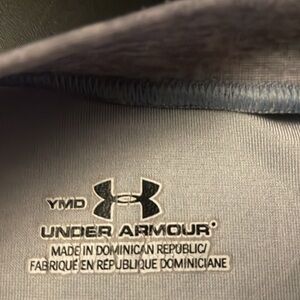 YMD
UNDER ARMOUR®
MADE IN DOMINICAN REPUBLIC/
FABRIQUÉ EN RÉPUBLIQUE DOMINICIANE